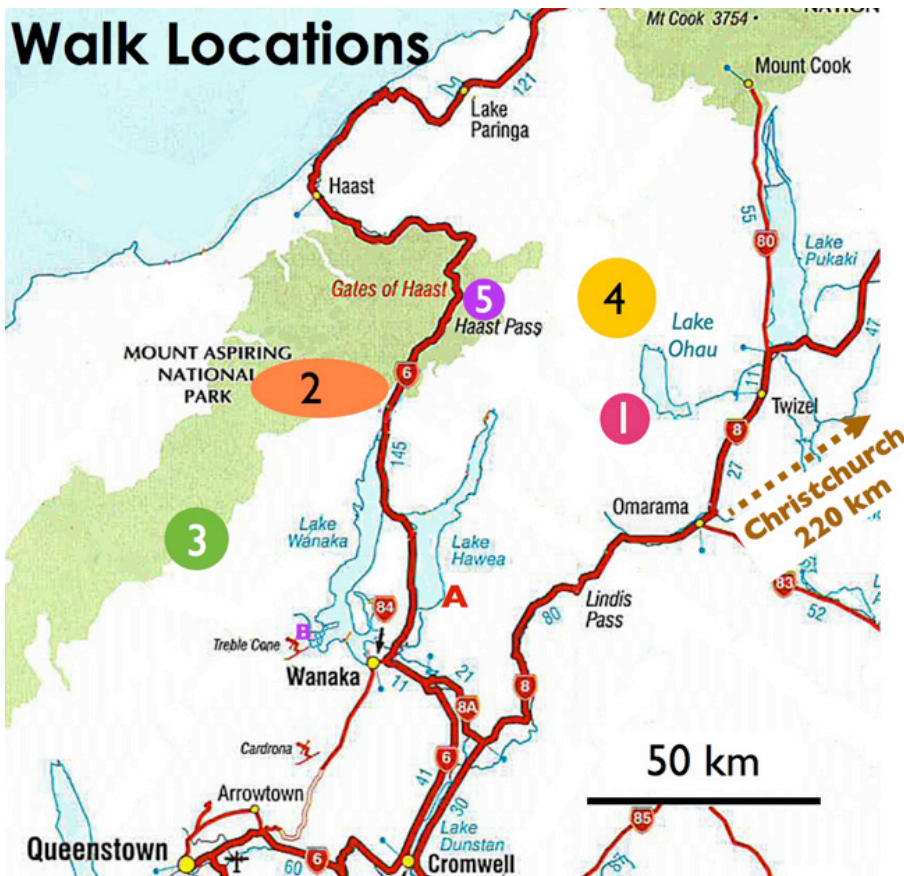 Walk Locations
Mt Cook 3754
Mount Cook
121
Lake
Paringa
Haast
55
80
Lake
Pukaki
Gates of Haast
5
4
Haast Pass
Lake
Ohau
47
MOUNT ASPIRING
NATIONAL
PARK
2
6
11
1
Twizel
8
145
27
Christchurch
220 km
Omarama
3
Lake
Wanaka
Lake
Hawea
A
84
83
52
Lindis
Pass
80
B
Treble Cone
Wanaka
11
21
8A
8
Cardrona
6
41
30
50 km
Arrowtown
85
Lake
Dunstan
Queenstown
60
6
Cromwell